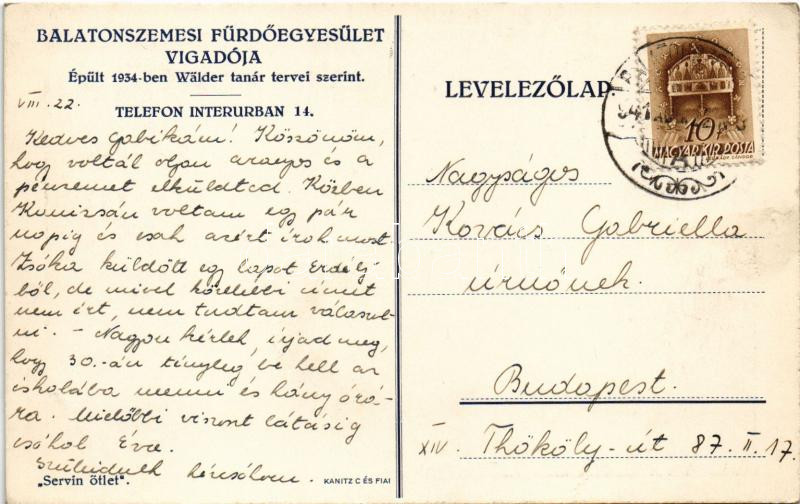 BALATONSZEMESI FÜRDŐEGYESÜLET
VIGADÓJA
Épült 1934-ben Wälder tanár tervei szerint.
VIII. 22.
TELEFON INTERURBAN 14.
Kedves Gabikám! Köszönöm,
hogy voltál olyan aranyos és a
pénzemet elküldted. Közben
Kanizsán voltam egy pár
napig és csak azért írok most.
Zsóka küldött egy lapot Erdély-
ből, de mivel közelebbi címet
nem írt, nem tudtam válaszol-
ni. - Nagyon kérlek, írjad meg,
hogy 30.-án tényleg be kell az
iskolába menni és hány óra-
ra. Mielőbbi viszont látásig
csókol Éva.
Szüleidnek kézcsókom.
„Servin ötlet".
KANITZ C ÉS FIAI
LEVELEZŐLAP
10
MAGYAR KIR. POSTA
Nagyságos
Kovács Gabriella
úrnőnek.
Budapest.
XIV. Thököly-út 87. II. 17.